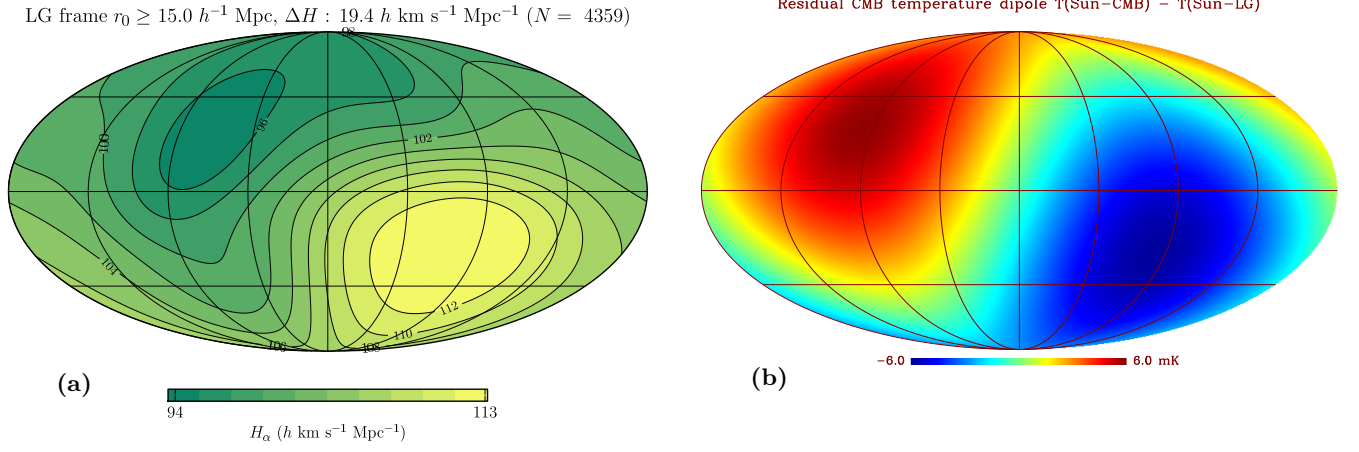 LG frame r₀ ≥ 15.0 h⁻¹ Mpc, ΔH : 19.4 h km s⁻¹ Mpc⁻¹ (N = 4359)
98
96
100
102
104
112
110
106
108
(a)
94 113
Hα (h km s⁻¹ Mpc⁻¹)
Residual CMB temperature dipole T(Sun−CMB) − T(Sun−LG)
−6.0 6.0 mK
(b)